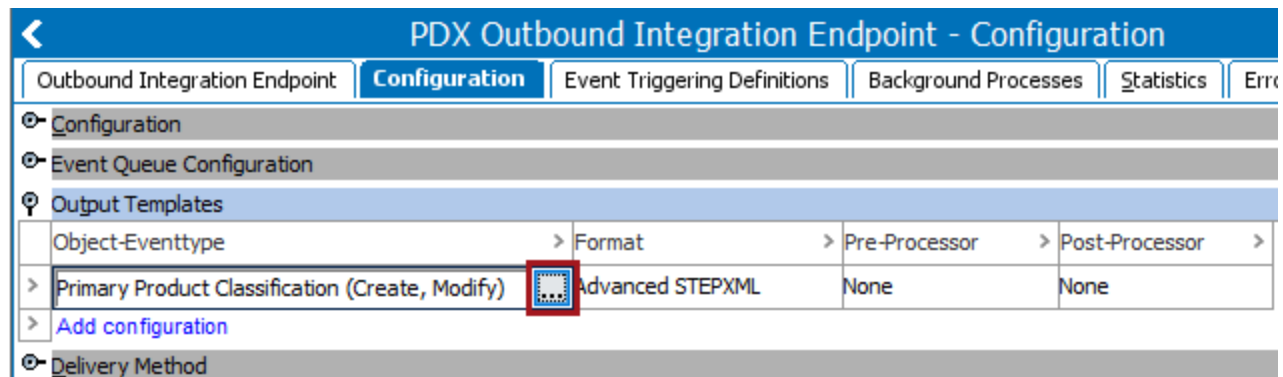 PDX Outbound Integration Endpoint - Configuration
Outbound Integration Endpoint Configuration Event Triggering Definitions Background Processes Statistics
Configuration
Event Queue Configuration
Output Templates
Object-Eventtype > Format > Pre-Processor > Post-Processor >
> Primary Product Classification (Create, Modify) ... Advanced STEPXML None None
> Add configuration
Delivery Method